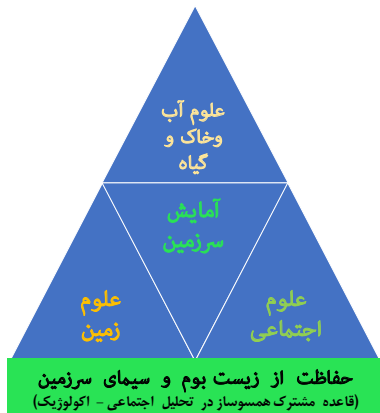 علوم آب
وخاک و
گیاه
آمایش
سرزمین
علوم
زمین
علوم
اجتماعی
حفاظت از زیست بوم و سیمای سرزمین
(قاعده مشترک همسوساز در تحلیل اجتماعی - اکولوژیک)